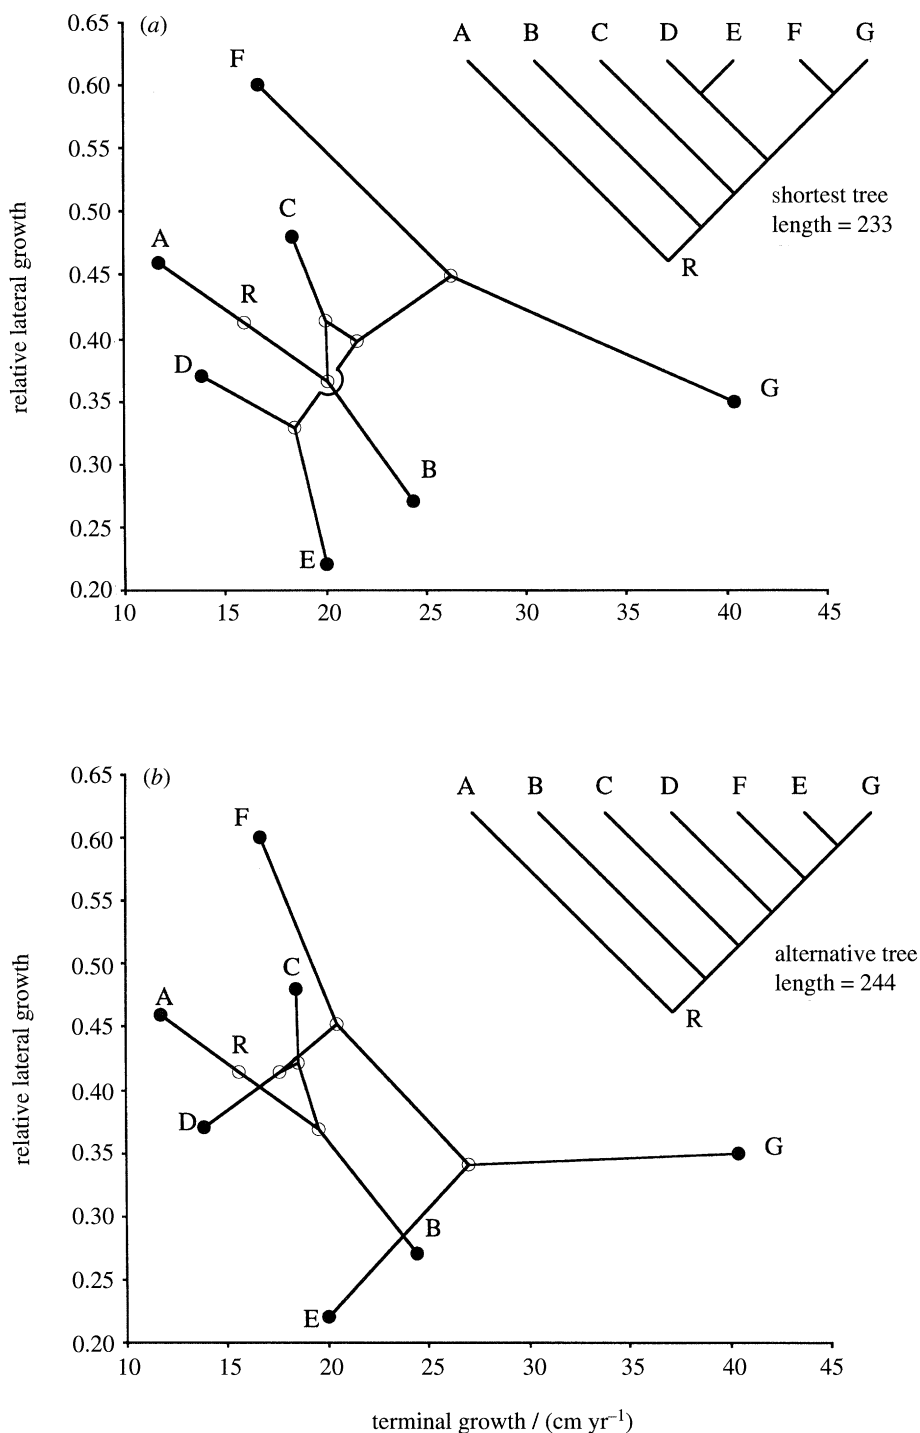 (a)
A B C D E F G
shortest tree
length = 233
R
relative lateral growth
0.65
0.60
0.55
0.50
0.45
0.40
0.35
0.30
0.25
0.20
F
C
A
R
D
G
B
E
10 15 20 25 30 35 40 45
(b)
A B C D F E G
alternative tree
length = 244
R
relative lateral growth
0.65
0.60
0.55
0.50
0.45
0.40
0.35
0.30
0.25
0.20
F
C
A
R
D
G
B
E
10 15 20 25 30 35 40 45
terminal growth / (cm yr⁻¹)